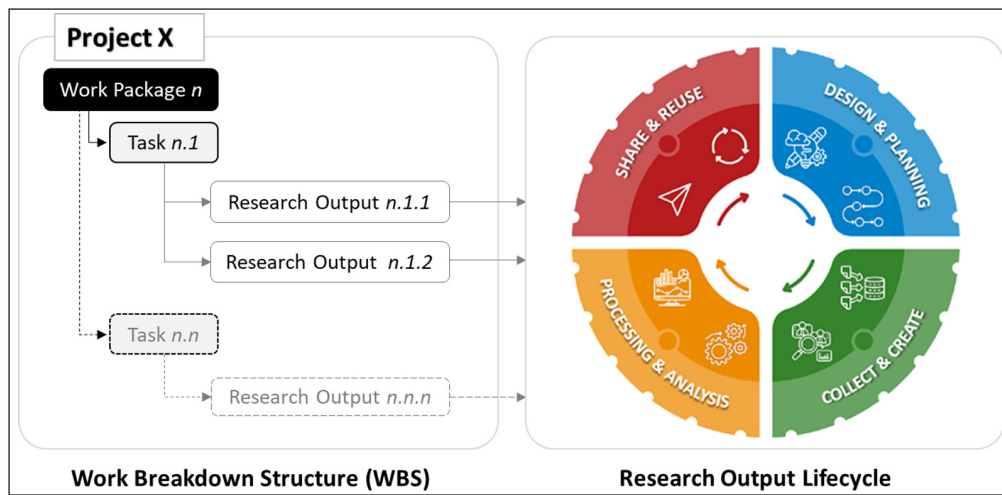 Project X
Work Package n
Task n.1
Research Output n.1.1
Research Output n.1.2
Task n.n
Research Output n.n.n
Work Breakdown Structure (WBS)
SHARE & REUSE
DESIGN & PLANNING
PROCESSING & ANALYSIS
COLLECT & CREATE
Research Output Lifecycle